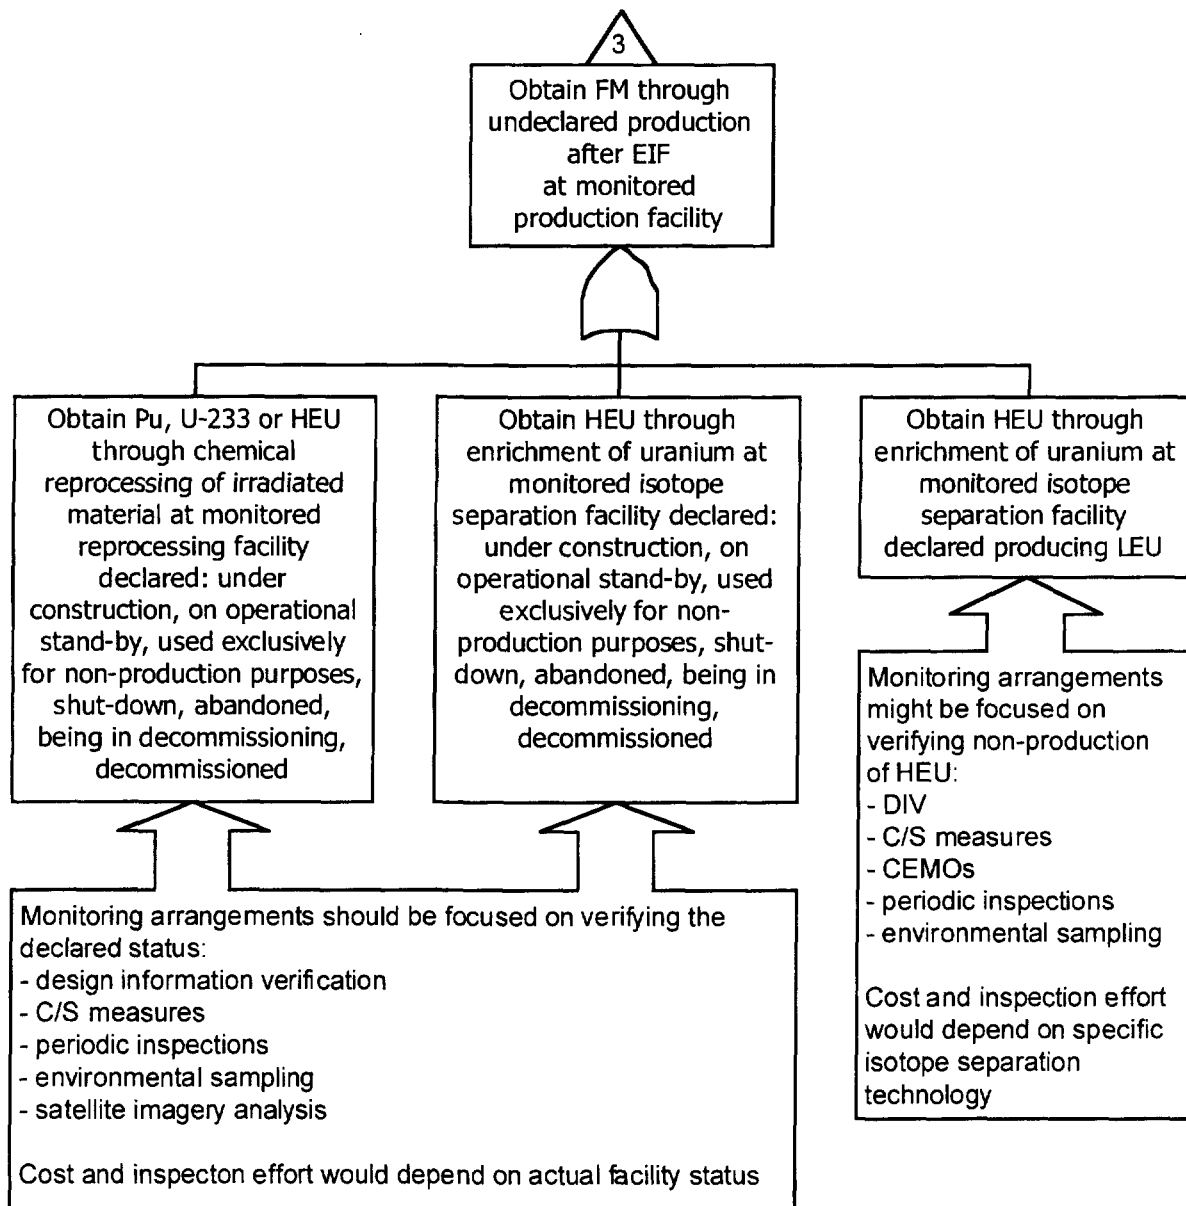 3
Obtain FM through
undeclared production
after EIF
at monitored
production facility
Obtain Pu, U-233 or HEU
through chemical
reprocessing of irradiated
material at monitored
reprocessing facility
declared: under
construction, on operational
stand-by, used exclusively
for non-production purposes,
shut-down, abandoned,
being in decommissioning,
decommissioned
Obtain HEU through
enrichment of uranium at
monitored isotope
separation facility declared:
under construction, on
operational stand-by, used
exclusively for non-
production purposes, shut-
down, abandoned, being in
decommissioning,
decommissioned
Obtain HEU through
enrichment of uranium at
monitored isotope
separation facility
declared producing LEU
Monitoring arrangements should be focused on verifying the
declared status:
- design information verification
- C/S measures
- periodic inspections
- environmental sampling
- satellite imagery analysis
Cost and inspecton effort would depend on actual facility status
Monitoring arrangements
might be focused on
verifying non-production
of HEU:
- DIV
- C/S measures
- CEMOs
- periodic inspections
- environmental sampling
Cost and inspection effort
would depend on specific
isotope separation
technology